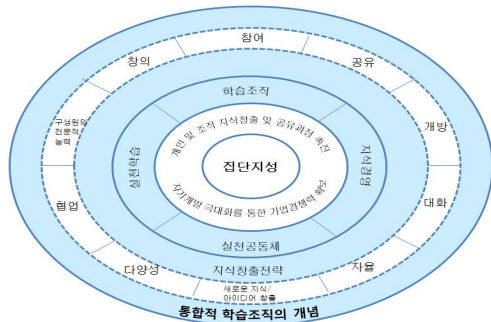 참여
창의
공유
학습조직
구성원의
전문적
능력
개방
개인 및 조직 지식창출 및 공유과정 촉진
실전학습
집단지성
지식경영
자기개발 극대화를 통한 기업경쟁력 확보
협업
대화
실천공동체
다양성
지식창출전략
자율
새로운 지식/
아이디어 창출
통합적 학습조직의 개념